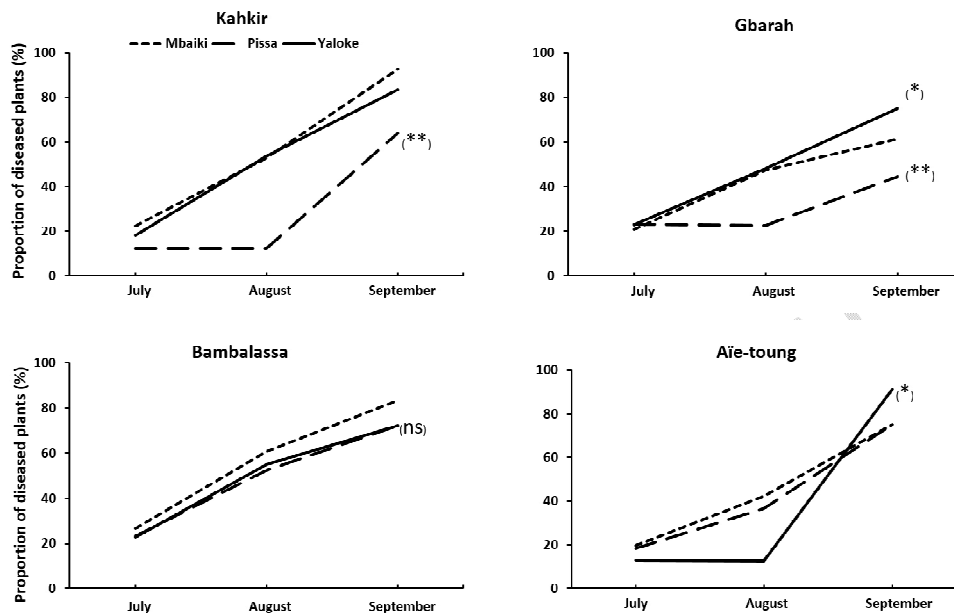 Kahkir
Mbaiki Pissa Yaloke
Proportion of diseased plants (%)
100
80
60
40
20
0
(**)
July August September
Gbarah
100
80
60
40
20
0
(*)
(**)
July August September
Bambalassa
Proportion of diseased plants (%)
100
80
60
40
20
0
(ns)
July August September
Aïe-toung
100
80
60
40
20
0
(*)
July August September